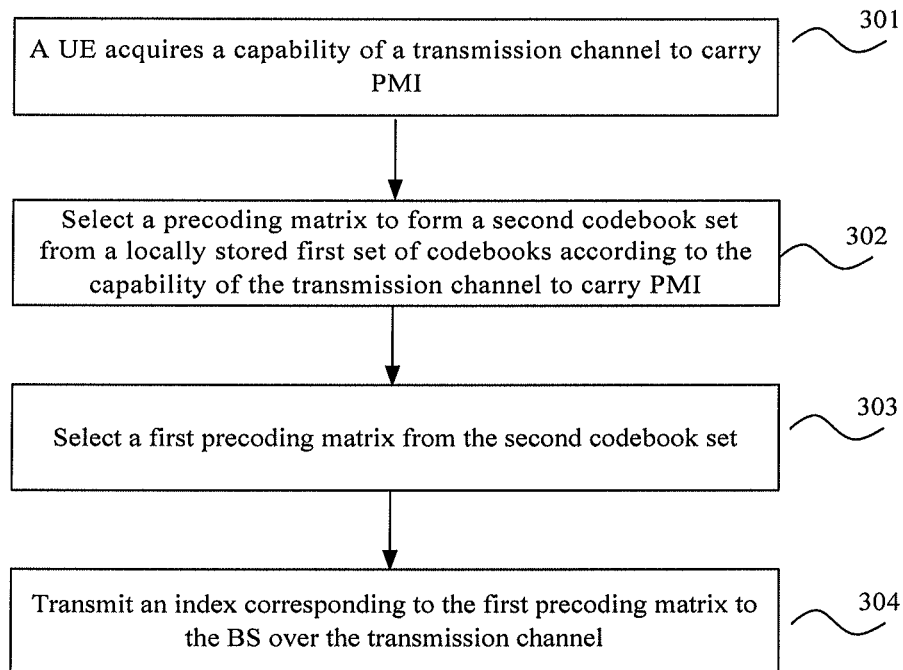 301
A UE acquires a capability of a transmission channel to carry
PMI
Select a precoding matrix to form a second codebook set
from a locally stored first set of codebooks according to the
capability of the transmission channel to carry PMI
302
303
Select a first precoding matrix from the second codebook set
Transmit an index corresponding to the first precoding matrix to
the BS over the transmission channel
304